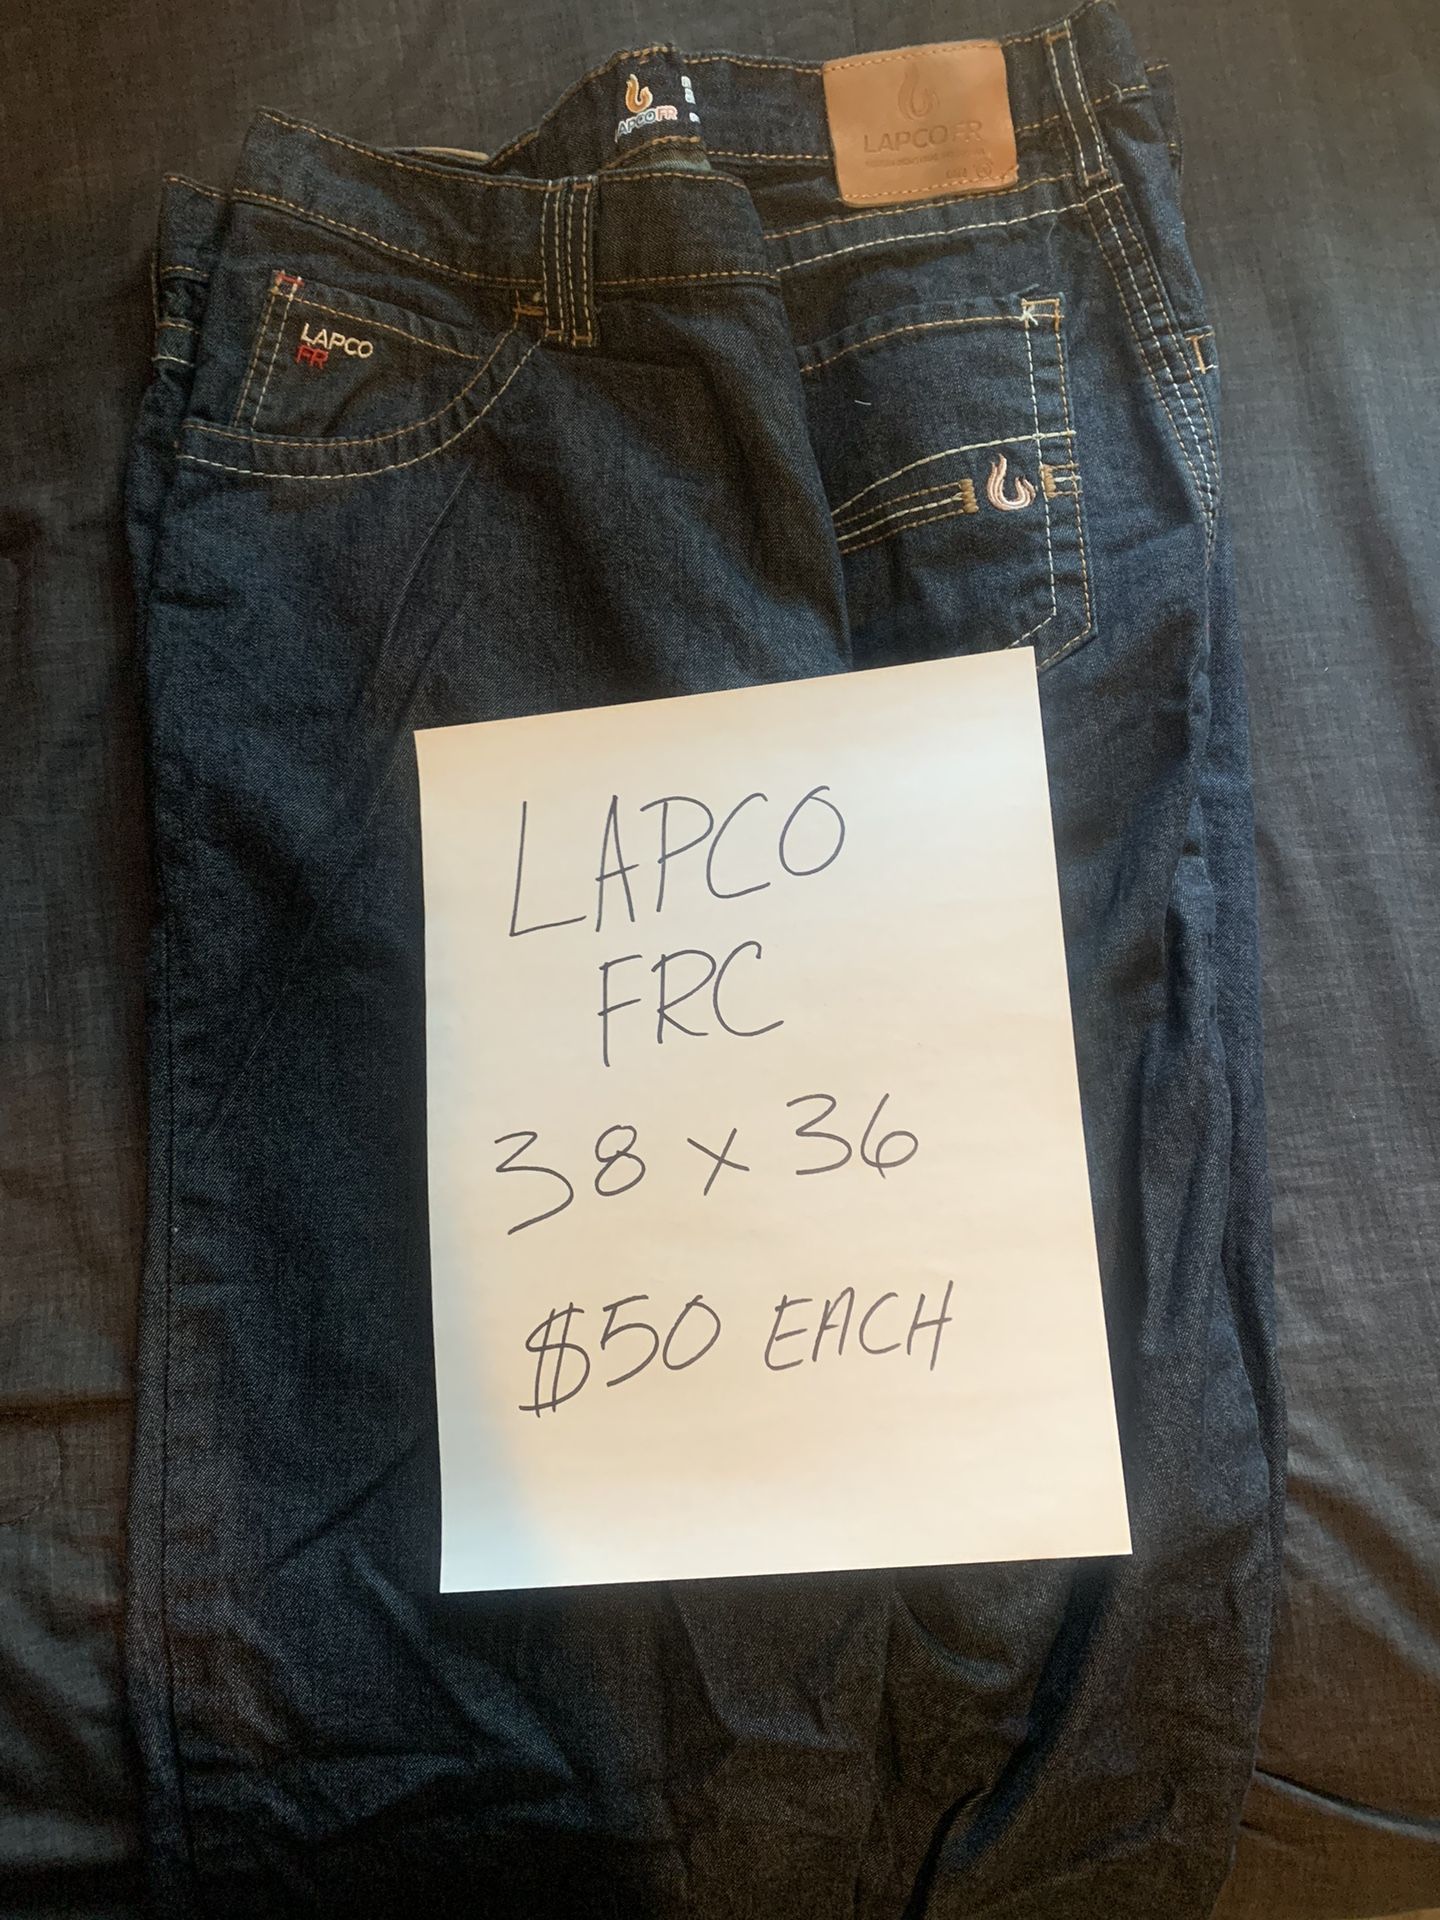 LAPCO FR
LAPCO FR
LAPCO
FR
LAPCO
FRC
38 x 36
$50 EACH